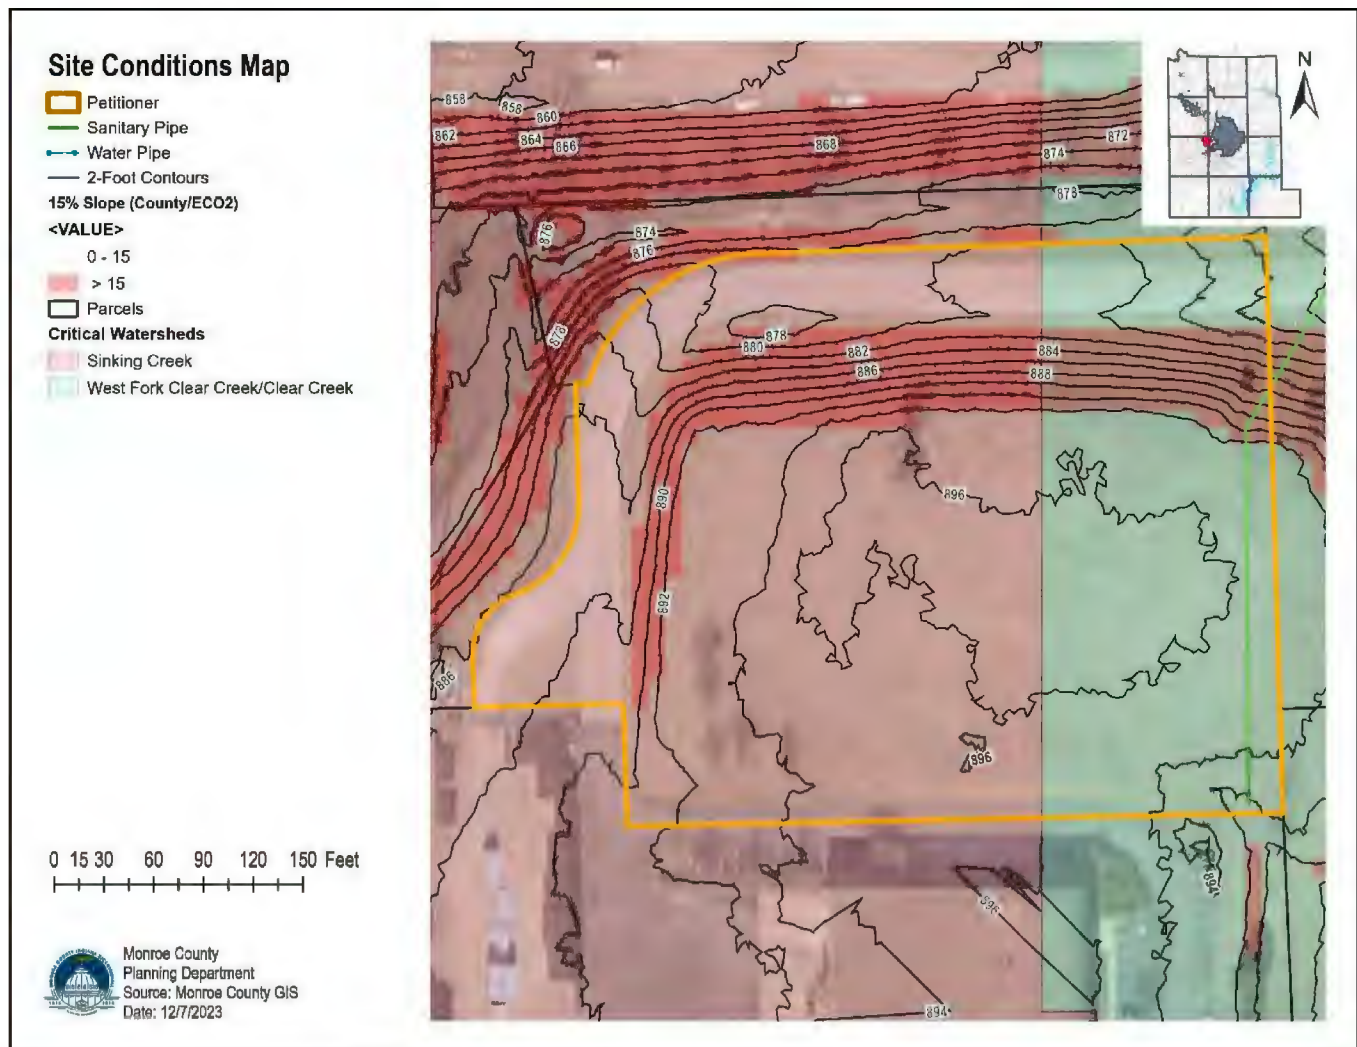 Site Conditions Map
Petitioner
Sanitary Pipe
Water Pipe
2-Foot Contours
15% Slope (County/ECO2)
<VALUE>
0 - 15
> 15
Parcels
Critical Watersheds
Sinking Creek
West Fork Clear Creek/Clear Creek
0 15 30 60 90 120 150 Feet
Monroe County
Planning Department
Source: Monroe County GIS
Date: 12/7/2023
N
858
858
860
862
864
866
868
872
874
878
876
874
876
878
878
880
882
884
886
888
890
896
892
886
896
894
896
894